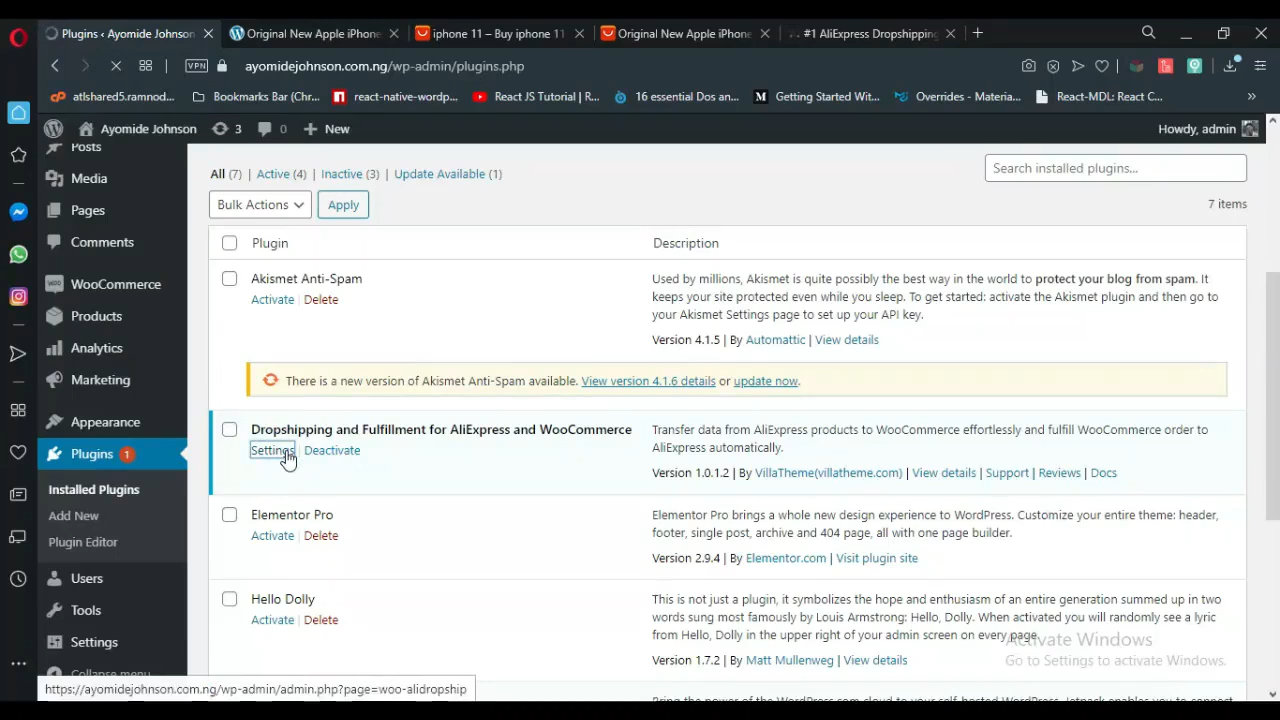 Plugins ‹ Ayomide Johnson
Original New Apple iPhone
iphone 11 – Buy iphone 11
Original New Apple iPhone
#1 AliExpress Dropshipping
VPN
ayomidejohnson.com.ng/wp-admin/plugins.php
atlshared5.ramnod...
Bookmarks Bar (Chr...
react-native-wordp...
React JS Tutorial | R...
16 essential Dos an...
Getting Started Wit...
Overrides - Materia...
React-MDL: React C...
Ayomide Johnson
3
0
New
Howdy, admin
Posts
Media
Pages
Comments
WooCommerce
Products
Analytics
Marketing
Appearance
Plugins 1
Installed Plugins
Add New
Plugin Editor
Users
Tools
Settings
Collapse menu
All (7) | Active (4) | Inactive (3) | Update Available (1)
Search installed plugins...
Bulk Actions
Apply
7 items
Plugin
Description
Akismet Anti-Spam
Activate | Delete
Used by millions, Akismet is quite possibly the best way in the world to protect your blog from spam. It
keeps your site protected even while you sleep. To get started: activate the Akismet plugin and then go to
your Akismet Settings page to set up your API key.
Version 4.1.5 | By Automattic | View details
There is a new version of Akismet Anti-Spam available. View version 4.1.6 details or update now.
Dropshipping and Fulfillment for AliExpress and WooCommerce
Settings | Deactivate
Transfer data from AliExpress products to WooCommerce effortlessly and fulfill WooCommerce order to
AliExpress automatically.
Version 1.0.1.2 | By VillaTheme(villatheme.com) | View details | Support | Reviews | Docs
Elementor Pro
Activate | Delete
Elementor Pro brings a whole new design experience to WordPress. Customize your entire theme: header,
footer, single post, archive and 404 page, all with one page builder.
Version 2.9.4 | By Elementor.com | Visit plugin site
Hello Dolly
Activate | Delete
This is not just a plugin, it symbolizes the hope and enthusiasm of an entire generation summed up in two
words sung most famously by Louis Armstrong: Hello, Dolly. When activated you will randomly see a lyric
from Hello, Dolly in the upper right of your admin screen on every page.
Version 1.7.2 | By Matt Mullenweg | View details
Activate Windows
Go to Settings to activate Windows.
https://ayomidejohnson.com.ng/wp-admin/admin.php?page=woo-alidropship